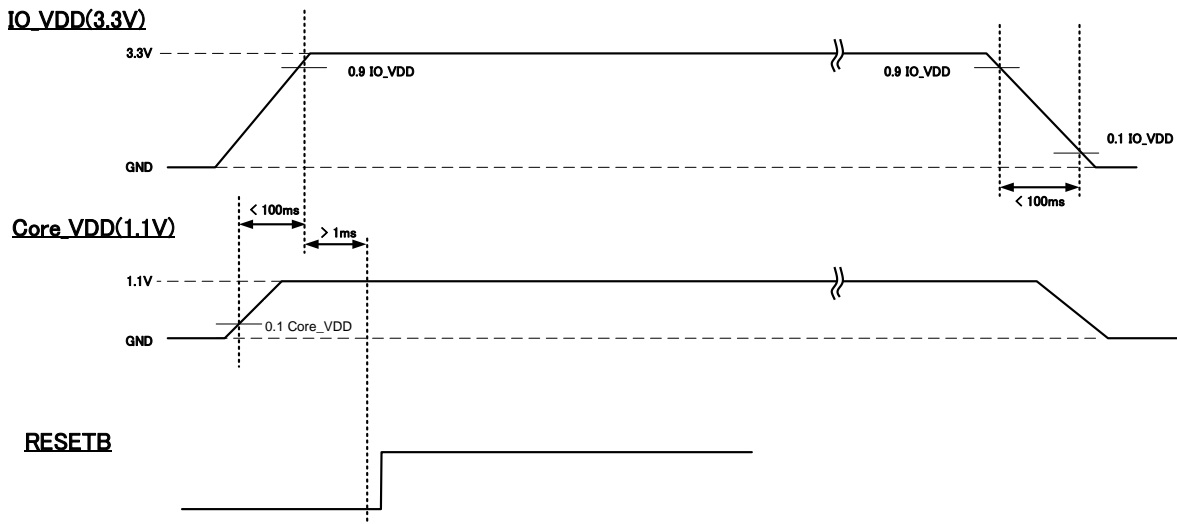 IO_VDD(3.3V)
3.3V
0.9 IO_VDD
0.9 IO_VDD
0.1 IO_VDD
GND
< 100ms
< 100ms
Core_VDD(1.1V)
> 1ms
1.1V
0.1 Core_VDD
GND
RESETB